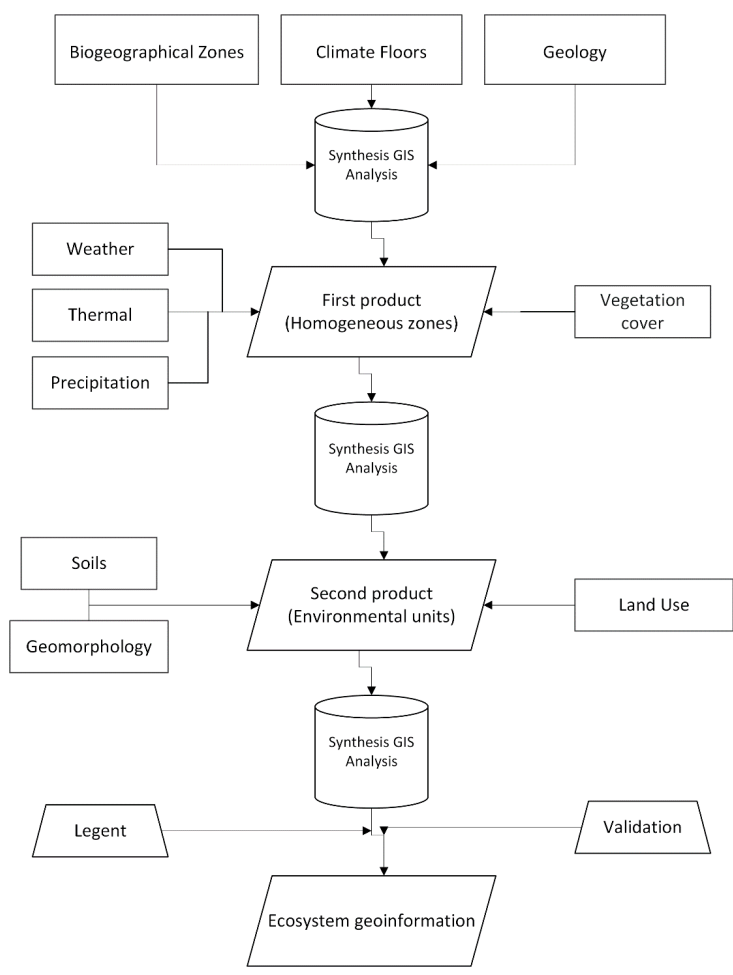 Biogeographical Zones
Climate Floors
Geology
Synthesis GIS
Analysis
Weather
Thermal
Precipitation
First product
(Homogeneous zones)
Vegetation
cover
Synthesis GIS
Analysis
Soils
Geomorphology
Second product
(Environmental units)
Land Use
Synthesis GIS
Analysis
Legent
Validation
Ecosystem geoinformation